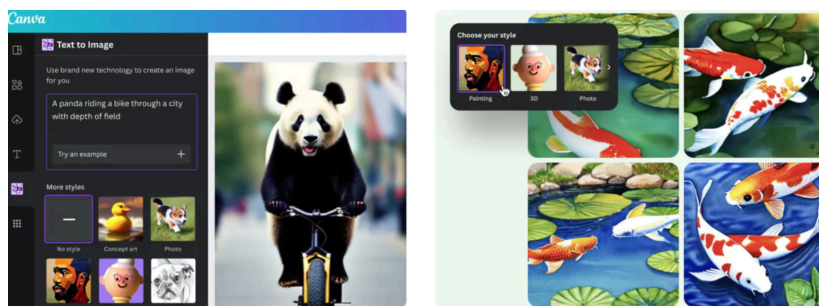 Canva
Text to Image
Use brand new technology to create an image
for you
A panda riding a bike through a city
with depth of field
Try an example
More styles
No style
Concept art
Photo
Choose your style
Painting
3D
Photo